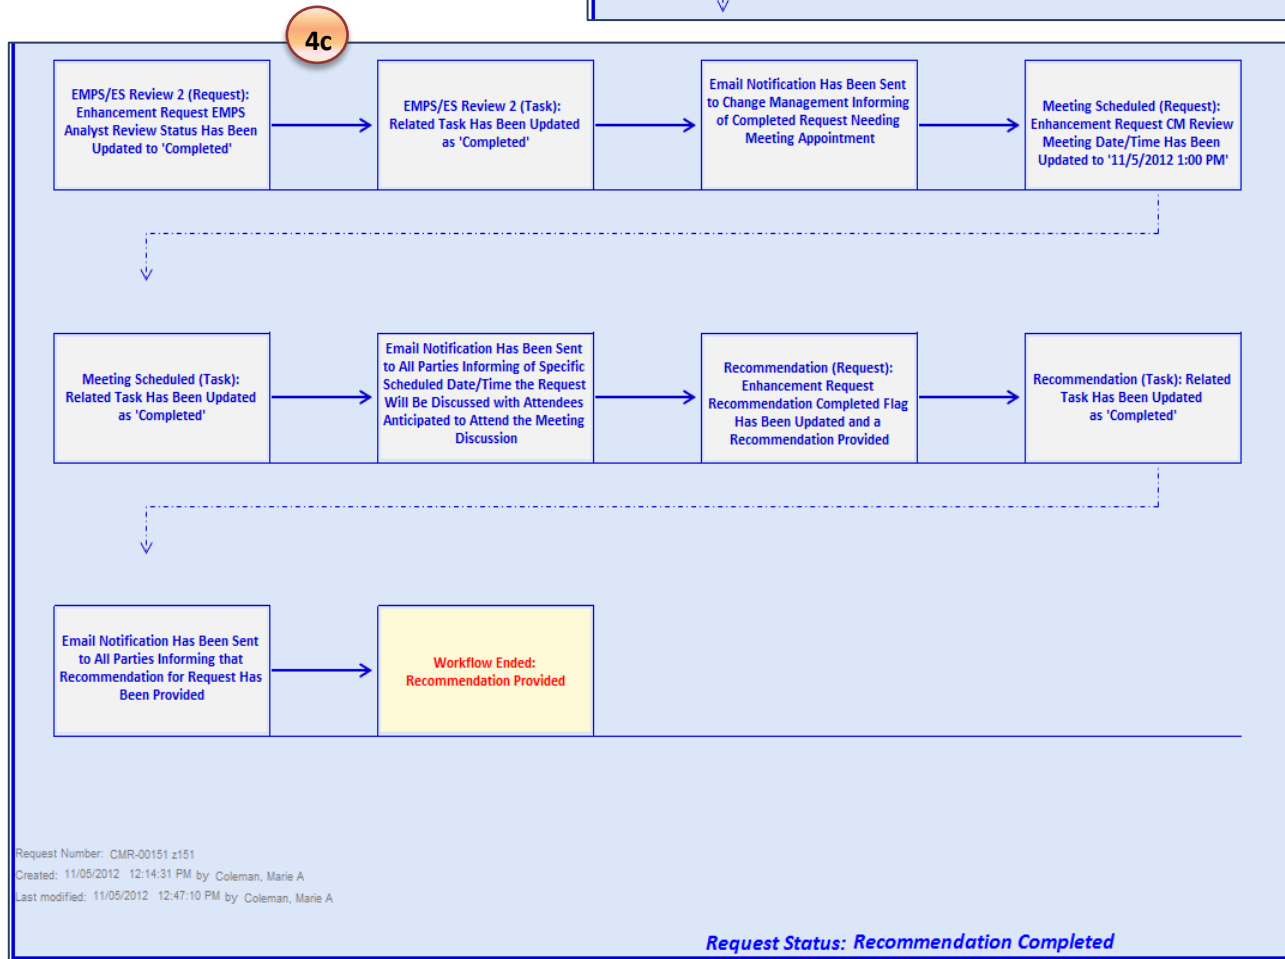 4c
EMPS/ES Review 2 (Request):
Enhancement Request EMPS
Analyst Review Status Has Been
Updated to 'Completed'
EMPS/ES Review 2 (Task):
Related Task Has Been Updated
as 'Completed'
Email Notification Has Been Sent
to Change Management Informing
of Completed Request Needing
Meeting Appointment
Meeting Scheduled (Request):
Enhancement Request CM Review
Meeting Date/Time Has Been
Updated to '11/5/2012 1:00 PM'
Meeting Scheduled (Task):
Related Task Has Been Updated
as 'Completed'
Email Notification Has Been Sent
to All Parties Informing of Specific
Scheduled Date/Time the Request
Will Be Discussed with Attendees
Anticipated to Attend the Meeting
Discussion
Recommendation (Request):
Enhancement Request
Recommendation Completed Flag
Has Been Updated and a
Recommendation Provided
Recommendation (Task): Related
Task Has Been Updated
as 'Completed'
Email Notification Has Been Sent
to All Parties Informing that
Recommendation for Request Has
Been Provided
Workflow Ended:
Recommendation Provided
Request Number: CMR-00151 z151
Created: 11/05/2012 12:14:31 PM by Coleman, Marie A
Last modified: 11/05/2012 12:47:10 PM by Coleman, Marie A
Request Status: Recommendation Completed